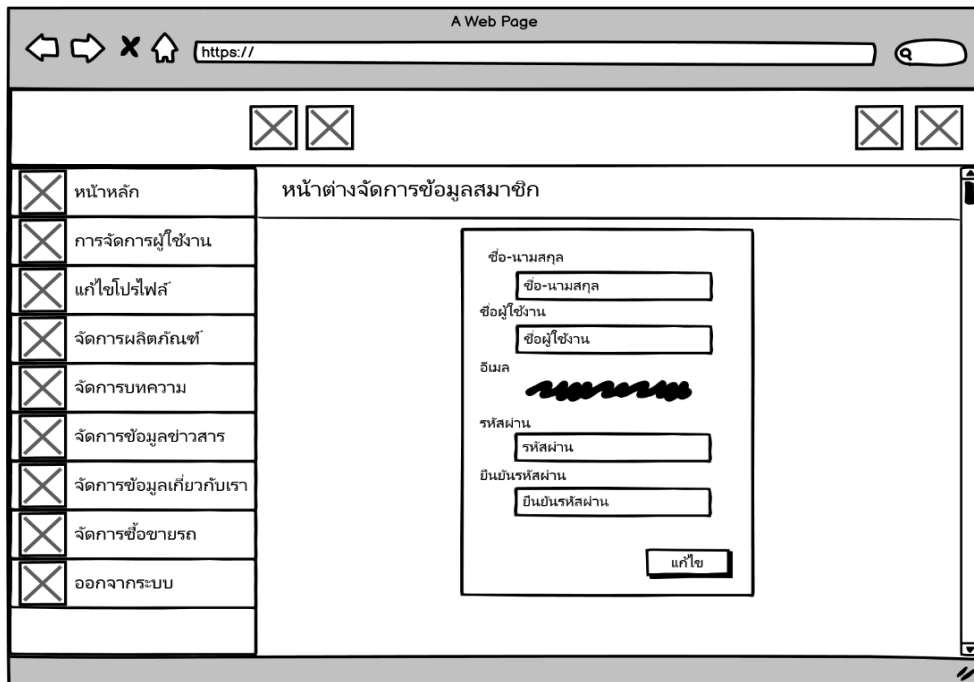 A Web Page
https://
หน้าหลัก
การจัดการผู้ใช้งาน
แก้ไขโปรไฟล์
จัดการผลิตภัณฑ์
จัดการบทความ
จัดการข้อมูลข่าวสาร
จัดการข้อมูลเกี่ยวกับเรา
จัดการซื้อขายรถ
ออกจากระบบ
หน้าต่างจัดการข้อมูลสมาชิก
ชื่อ-นามสกุล
ชื่อ-นามสกุล
ชื่อผู้ใช้งาน
ชื่อผู้ใช้งาน
อีเมล
รหัสผ่าน
รหัสผ่าน
ยืนยันรหัสผ่าน
ยืนยันรหัสผ่าน
แก้ไข